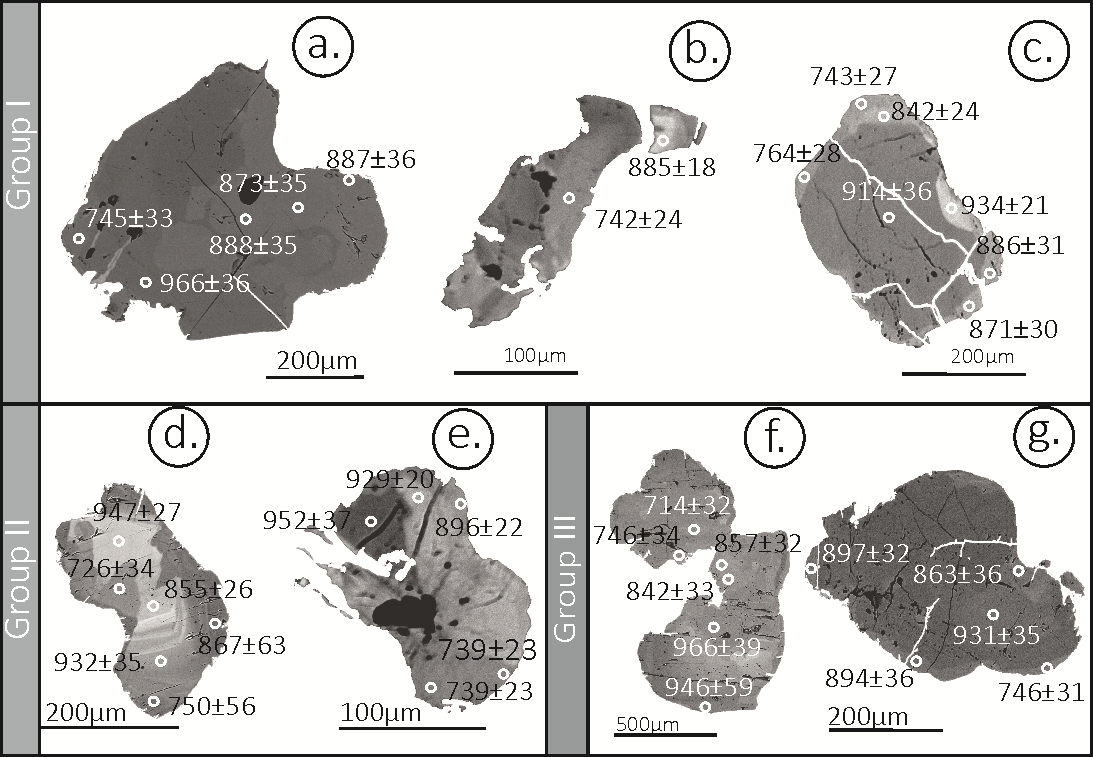 Group I
a.
887±36
873±35
745±33
888±35
966±36
200µm
b.
885±18
742±24
100µm
c.
743±27
842±24
764±28
914±36
934±21
886±31
871±30
200µm
Group II
d.
947±27
726±34
855±26
867±63
932±35
750±56
200µm
e.
929±20
952±37
896±22
739±23
739±23
100µm
Group III
f.
714±32
746±34
857±32
842±33
966±39
946±59
500µm
g.
897±32
863±36
931±35
894±36
746±31
200µm